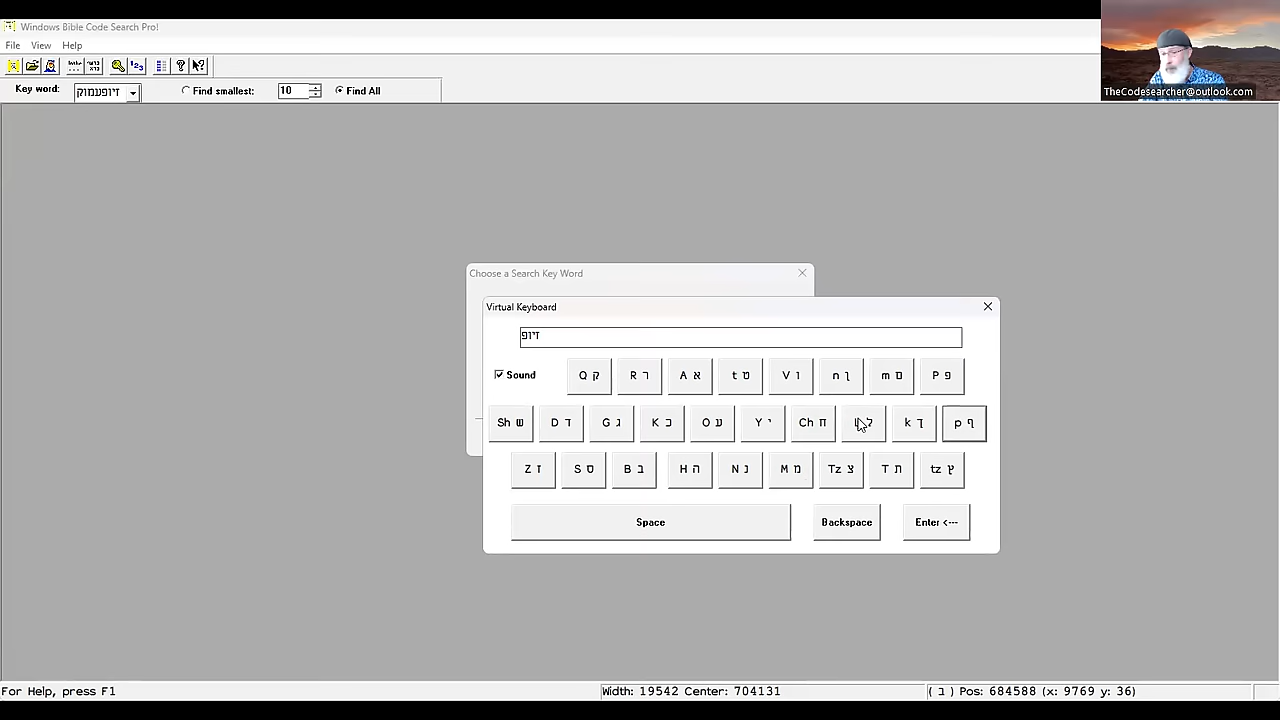 Windows Bible Code Search Pro!
File View Help
Key word: זיופעמוק Find smallest: 10 Find All
TheCodesearcher@outlook.com
Choose a Search Key Word
Virtual Keyboard
זיופ
Sound Q ק R ר A א t ט V ו n ן m ם P פ
Sh ש D ד G ג K כ O ע Y י Ch ח ל k ך p ף
Z ז S ס B ב H ה N נ M מ Tz צ T ת tz ץ
Space Backspace Enter <---
For Help, press F1 Width: 19542 Center: 704131 ( ב ) Pos: 684588 (x: 9769 y: 36)